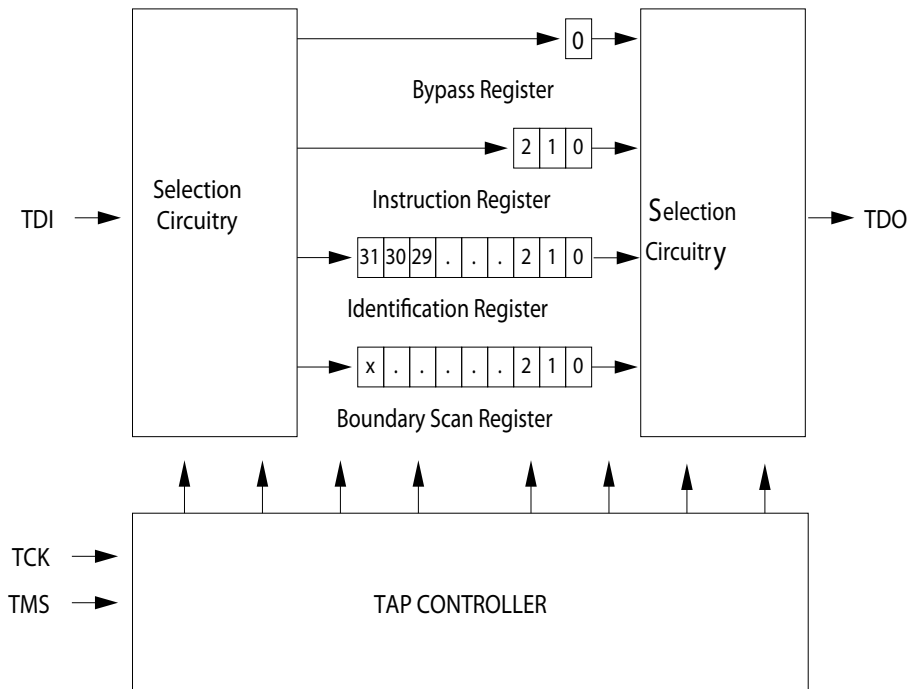 0
Bypass Register
2 1 0
Selection
Circuitry
Instruction Register
Selection
Circuitry
TDI
TDO
31 30 29 . . . 2 1 0
Identification Register
x . . . . . 2 1 0
Boundary Scan Register
TCK
TMS
TAP CONTROLLER